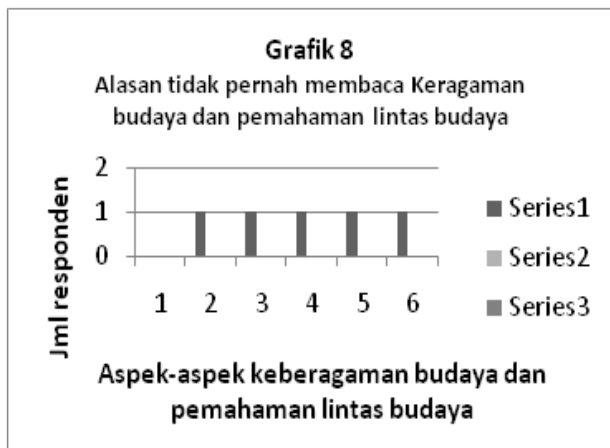 Grafik 8
Alasan tidak pernah membaca Keragaman
budaya dan pemahaman lintas budaya
2
1
0
Jml responden
1 2 3 4 5 6
Series1
Series2
Series3
Aspek-aspek keberagaman budaya dan
pemahaman lintas budaya